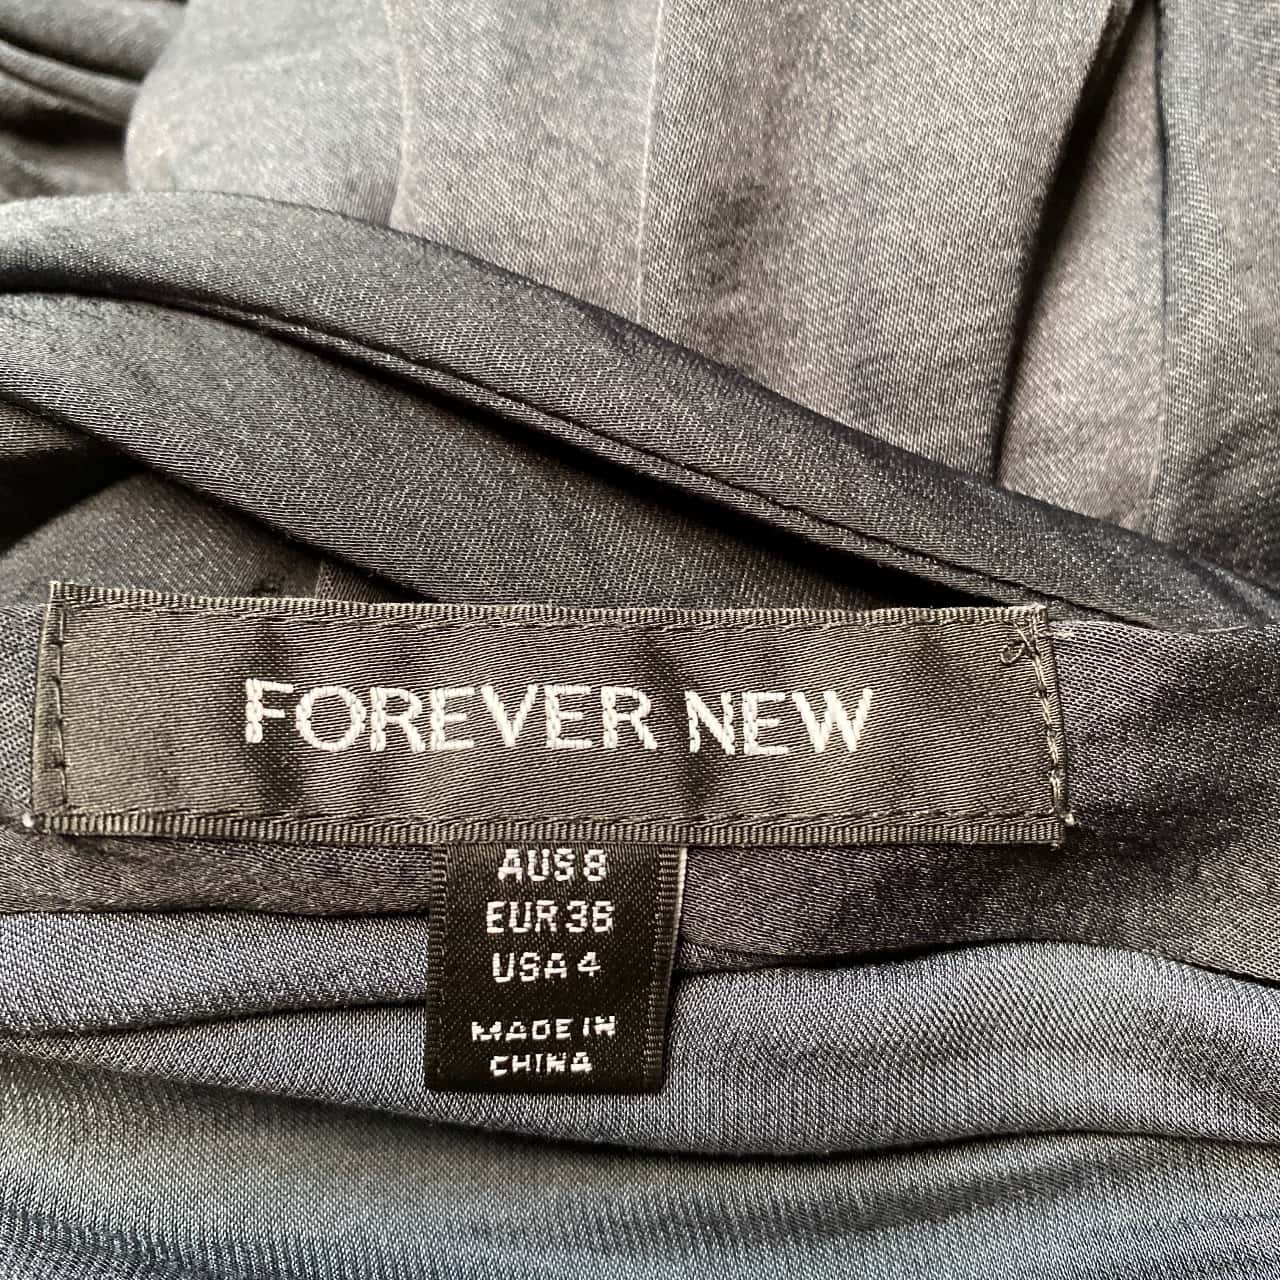 FOREVER NEW
AUS 8
EUR 36
USA 4
MADE IN
CHINA